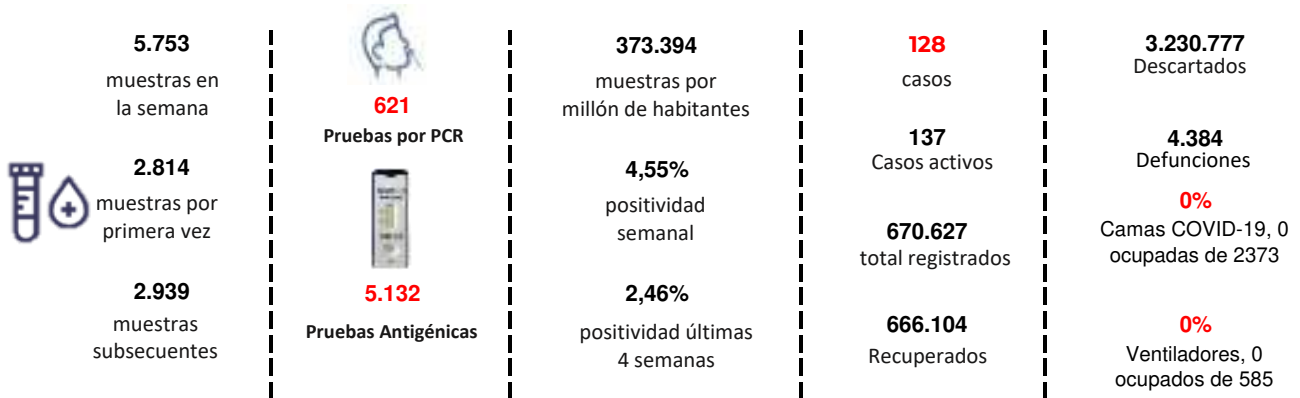 5.753
muestras en
la semana
2.814
muestras por
primera vez
2.939
muestras
subsecuentes
621
Pruebas por PCR
5.132
Pruebas Antigénicas
373.394
muestras por
millón de habitantes
4,55%
positividad
semanal
2,46%
positividad últimas
4 semanas
128
casos
137
Casos activos
670.627
total registrados
666.104
Recuperados
3.230.777
Descartados
4.384
Defunciones
0%
Camas COVID-19, 0
ocupadas de 2373
0%
Ventiladores, 0
ocupados de 585